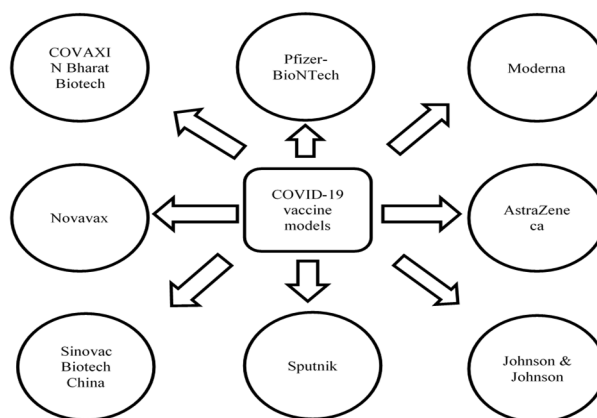 COVAXI
N Bharat
Biotech
Pfizer-
BioNTech
Moderna
Novavax
COVID-19
vaccine
models
AstraZene
ca
Sinovac
Biotech
China
Sputnik
Johnson &
Johnson